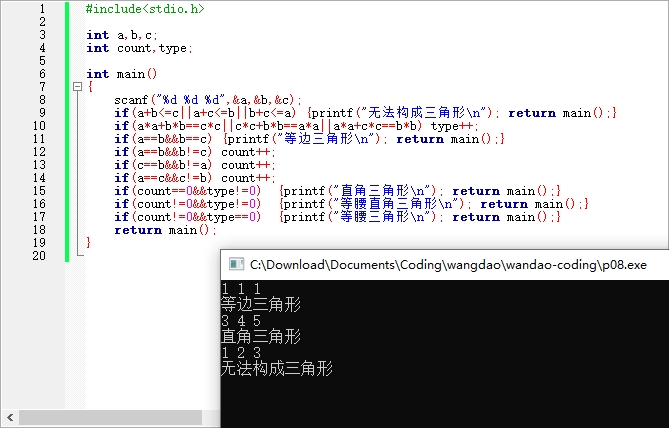 1 #include<stdio.h>
2
3 int a,b,c;
4 int count,type;
5
6 int main()
7 {
8 scanf("%d %d %d",&a,&b,&c);
9 if(a+b<=c||a+c<=b||b+c<=a) {printf("无法构成三角形\n"); return main();}
10 if(a*a+b*b==c*c||c*c+b*b==a*a||a*a+c*c==b*b) type++;
11 if(a==b&&b==c) {printf("等边三角形\n"); return main();}
12 if(a==b&&b!=c) count++;
13 if(c==b&&b!=a) count++;
14 if(a==c&&c!=b) count++;
15 if(count==0&&type!=0) {printf("直角三角形\n"); return main();}
16 if(count!=0&&type!=0) {printf("等腰直角三角形\n"); return main();}
17 if(count!=0&&type==0) {printf("等腰三角形\n"); return main();}
18 return main();
19 }
20
C:\Download\Documents\Coding\wangdao\wandao-coding\p08.exe
1 1 1
等边三角形
3 4 5
直角三角形
1 2 3
无法构成三角形